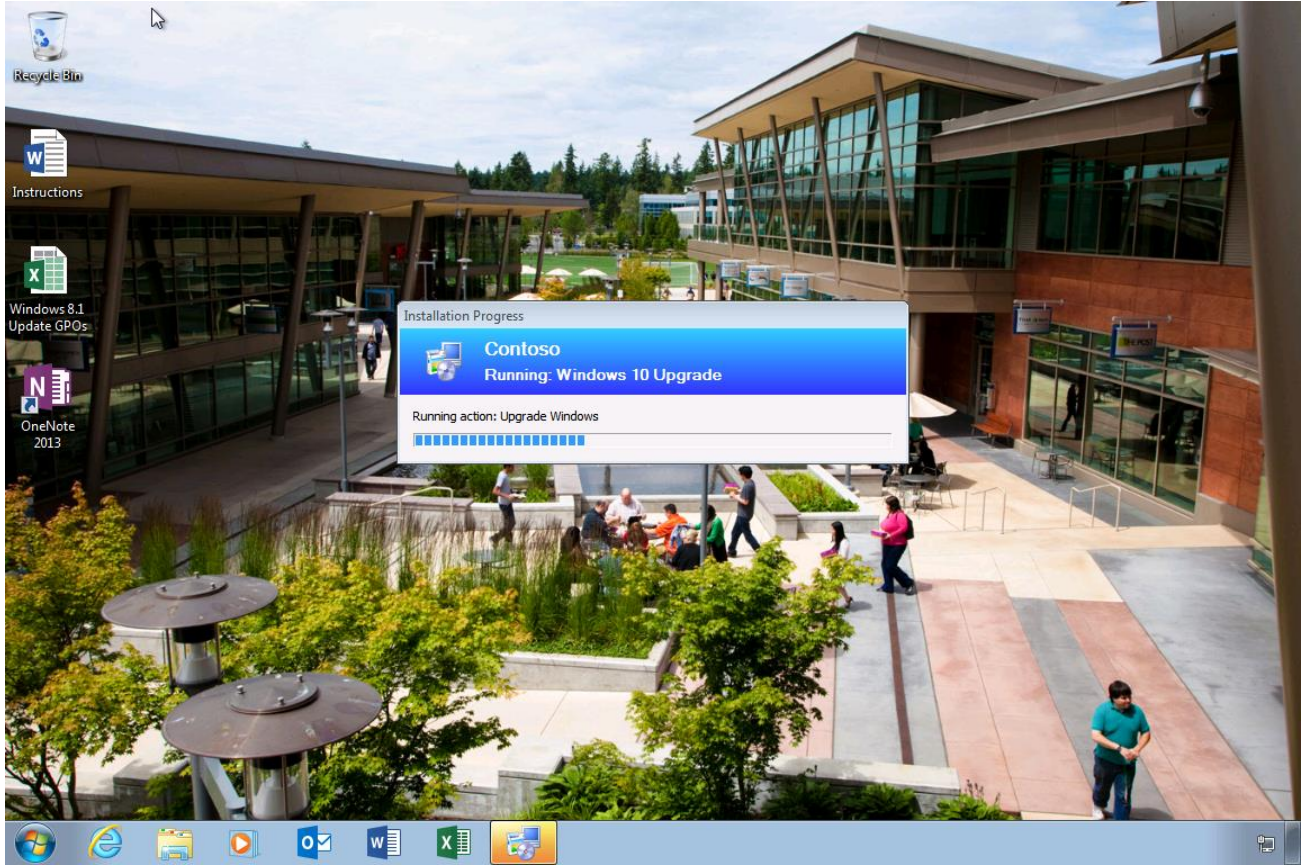 Recycle Bin
Instructions
Windows 8.1
Update GPOs
OneNote
2013
Installation Progress
Contoso
Running: Windows 10 Upgrade
Running action: Upgrade Windows